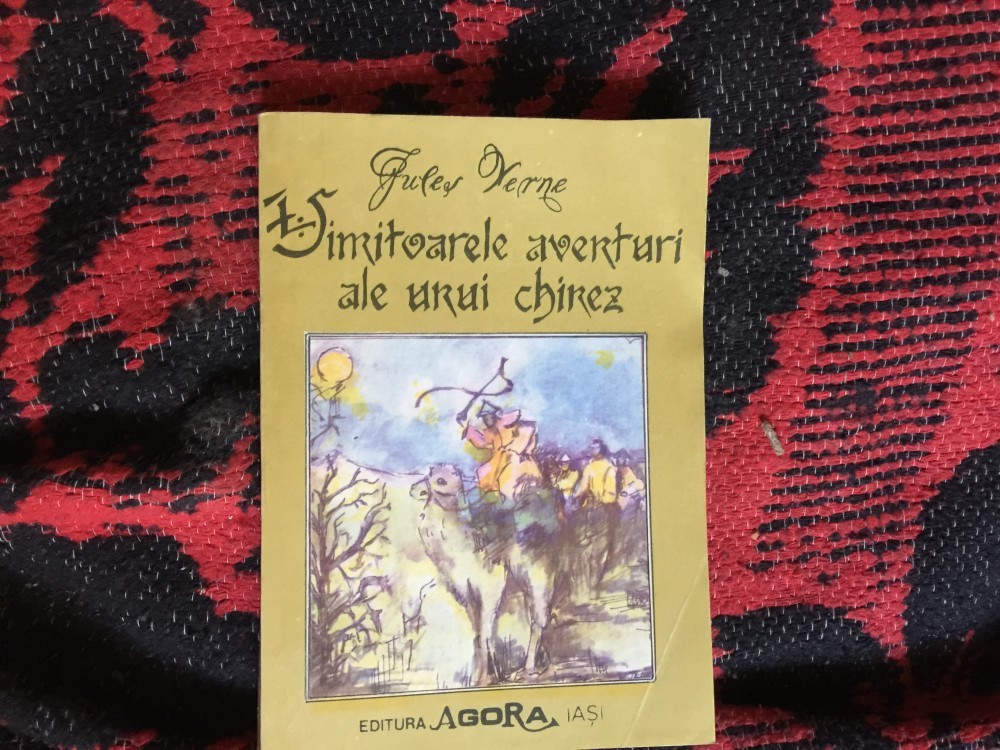 Jules Verne
Uimitoarele aventuri
ale unui chinez
EDITURA AGORA IAȘI